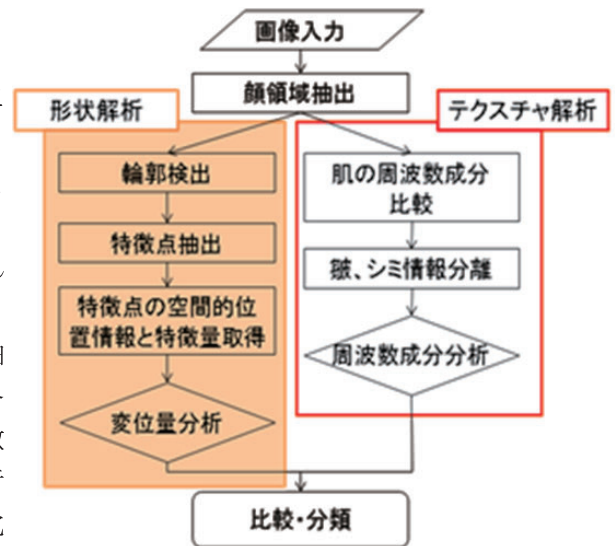 画像入力
顔領域抽出
形状解析
輪郭検出
特徴点抽出
特徴点の空間的位
置情報と特徴量取得
変位量分析
テクスチャ解析
肌の周波数成分
比較
皺、シミ情報分離
周波数成分分析
比較・分類